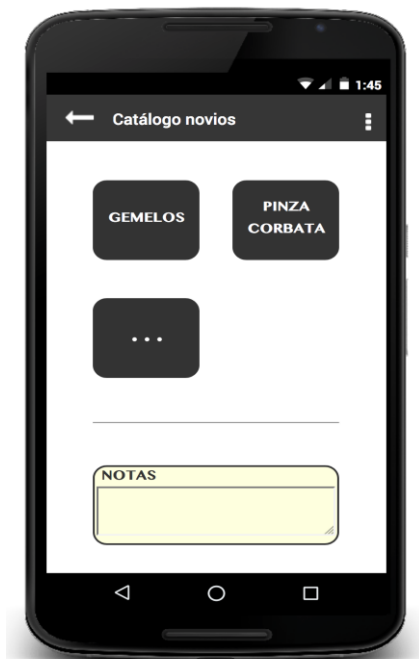 1:45
Catálogo novios
GEMELOS
PINZA
CORBATA
...
NOTAS